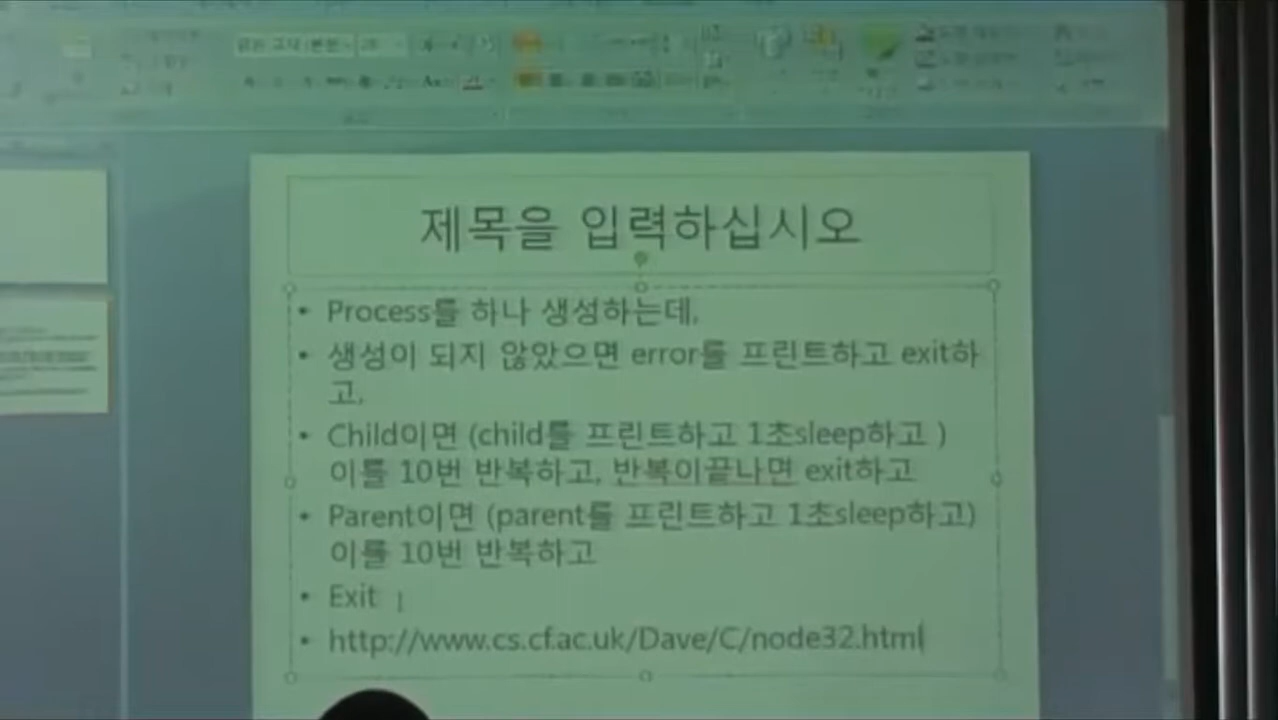 제목을 입력하십시오
• Process를 하나 생성하는데,
• 생성이 되지 않았으면 error를 프린트하고 exit하
고,
• Child이면 (child를 프린트하고 1초sleep하고 )
이를 10번 반복하고, 반복이끝나면 exit하고
• Parent이면 (parent를 프린트하고 1초sleep하고)
이를 10번 반복하고
• Exit
• http://www.cs.cf.ac.uk/Dave/C/node32.html